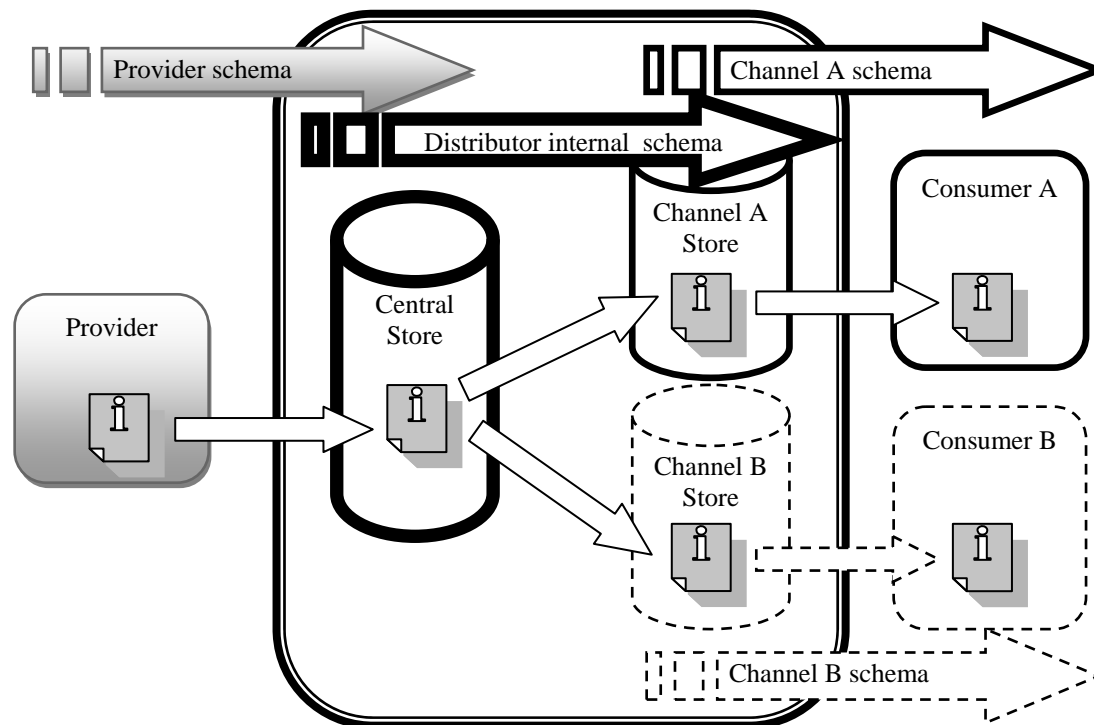 Provider schema
Channel A schema
Distributor internal  schema
Channel A
Store
Consumer A
Central
Store
Provider
Channel B
Store
Consumer B
Channel B schema